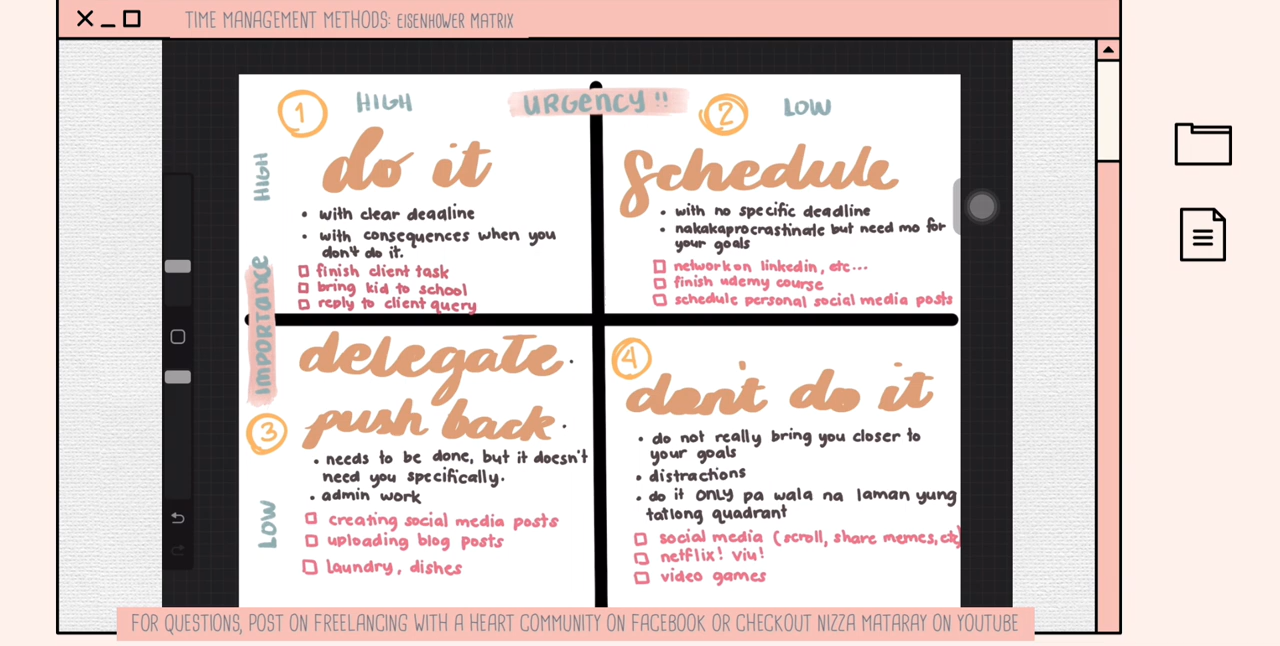 TIME MANAGEMENT METHODS: EISENHOWER MATRIX
URGENCY !!
HIGH
LOW
IMPORTANCE
HIGH
LOW
1
do it
• with clear deadline
• with consequences when you
don't do it.
finish client task
bring kid to school
reply to client query
2
schedule
• with no specific deadline
• nakakaprocrastinate but need mo for
your goals
network on linkedin, etc...
finish udemy course
schedule personal social media posts
3
delegate.
push back.
• needs to be done, but it doesn't
need you specifically.
• admin work
creating social media posts
uploading blog posts
laundry, dishes
4
don't do it
• do not really bring you closer to
your goals
• distractions
• do it ONLY pa wala na laman yung
tatlong quadrant
social media (scroll, share memes, etc)
netflix! viu!
video games
FOR QUESTIONS, POST ON FREELANCING WITH A HEART COMMUNITY ON FACEBOOK OR CHECKOUT NIZZA MATARAY ON YOUTUBE